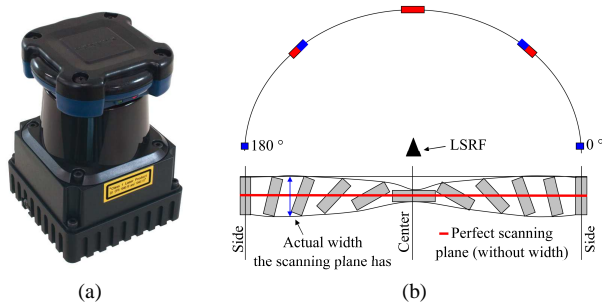 180 °
0 °
LSRF
Side
Center
Side
Actual width
the scanning plane has
Perfect scanning
plane (without width)
(a)
(b)